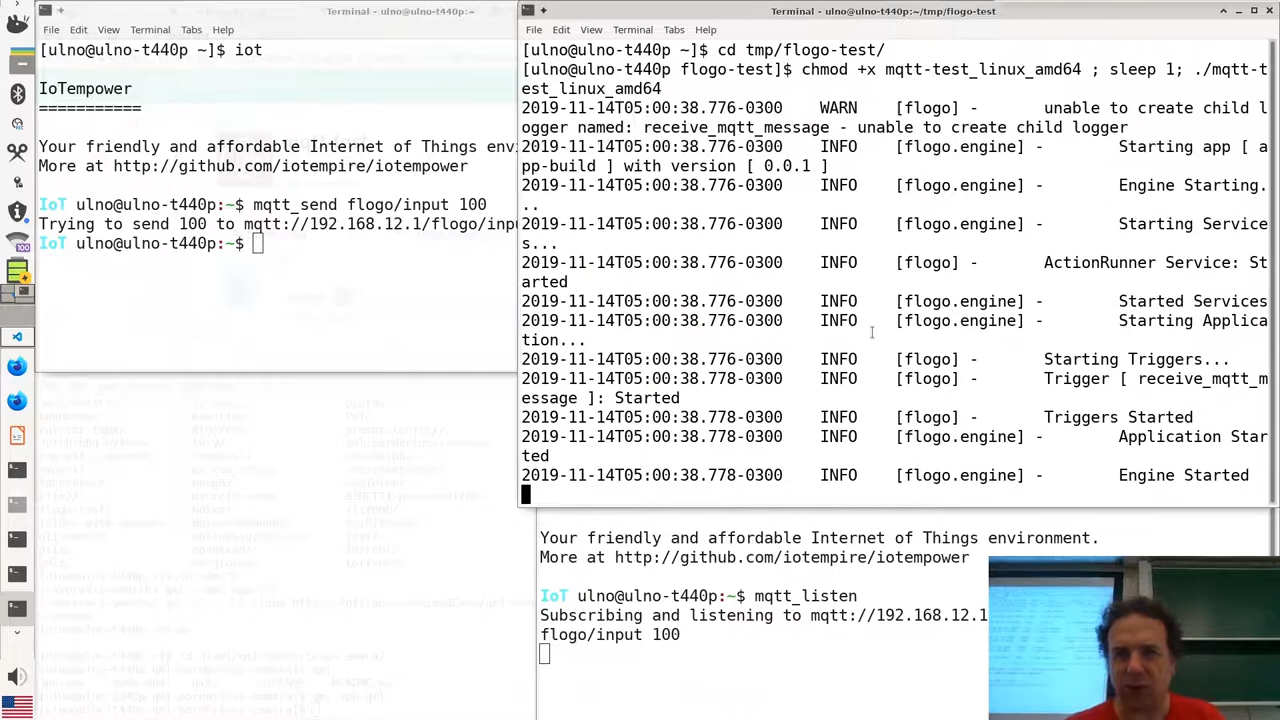 Terminal - ulno@ulno-t440p:~
File Edit View Terminal Tabs Help
[ulno@ulno-t440p ~]$ iot
IoTempower
===========
Your friendly and affordable Internet of Things env
More at http://github.com/iotempire/iotempower
IoT ulno@ulno-t440p:~$ mqtt_send flogo/input 100
Trying to send 100 to mqtt://192.168.12.1/flogo/inpu
IoT ulno@ulno-t440p:~$
Terminal - ulno@ulno-t440p:~/tmp/flogo-test
File Edit View Terminal Tabs Help
[ulno@ulno-t440p ~]$ cd tmp/flogo-test/
[ulno@ulno-t440p flogo-test]$ chmod +x mqtt-test_linux_amd64 ; sleep 1; ./mqtt-t
est_linux_amd64
2019-11-14T05:00:38.776-0300 WARN [flogo] - unable to create child l
ogger named: receive_mqtt_message - unable to create child logger
2019-11-14T05:00:38.776-0300 INFO [flogo.engine] - Starting app [ a
pp-build ] with version [ 0.0.1 ]
2019-11-14T05:00:38.776-0300 INFO [flogo.engine] - Engine Starting.
..
2019-11-14T05:00:38.776-0300 INFO [flogo.engine] - Starting Service
s...
2019-11-14T05:00:38.776-0300 INFO [flogo] - ActionRunner Service: St
arted
2019-11-14T05:00:38.776-0300 INFO [flogo.engine] - Started Services
2019-11-14T05:00:38.776-0300 INFO [flogo.engine] - Starting Applica
tion...
2019-11-14T05:00:38.776-0300 INFO [flogo] - Starting Triggers...
2019-11-14T05:00:38.778-0300 INFO [flogo] - Trigger [ receive_mqtt_m
essage ]: Started
2019-11-14T05:00:38.778-0300 INFO [flogo] - Triggers Started
2019-11-14T05:00:38.778-0300 INFO [flogo.engine] - Application Star
ted
2019-11-14T05:00:38.778-0300 INFO [flogo.engine] - Engine Started
Your friendly and affordable Internet of Things environment.
More at http://github.com/iotempire/iotempower
IoT ulno@ulno-t440p:~$ mqtt_listen
Subscribing and listening to mqtt://192.168.12.1
flogo/input 100
100